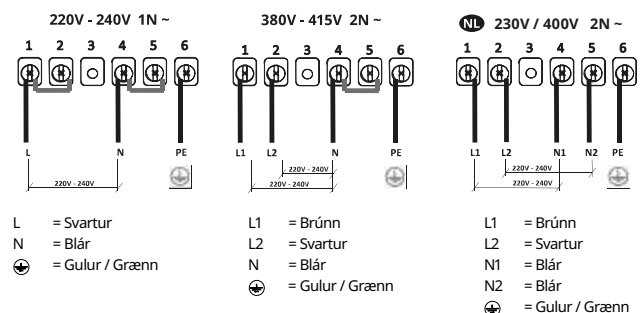 220V - 240V 1N ~
1 2 3 4 5 6
L N PE
220V - 240V
L = Svartur
N = Blár
= Gulur / Grænn
380V - 415V 2N ~
1 2 3 4 5 6
L1 L2 N PE
220V - 240V
220V - 240V
L1 = Brúnn
L2 = Svartur
N = Blár
= Gulur / Grænn
NL 230V / 400V 2N ~
1 2 3 4 5 6
L1 L2 N1 N2 PE
220V - 240V
220V - 240V
L1 = Brúnn
L2 = Svartur
N1 = Blár
N2 = Blár
= Gulur / Grænn